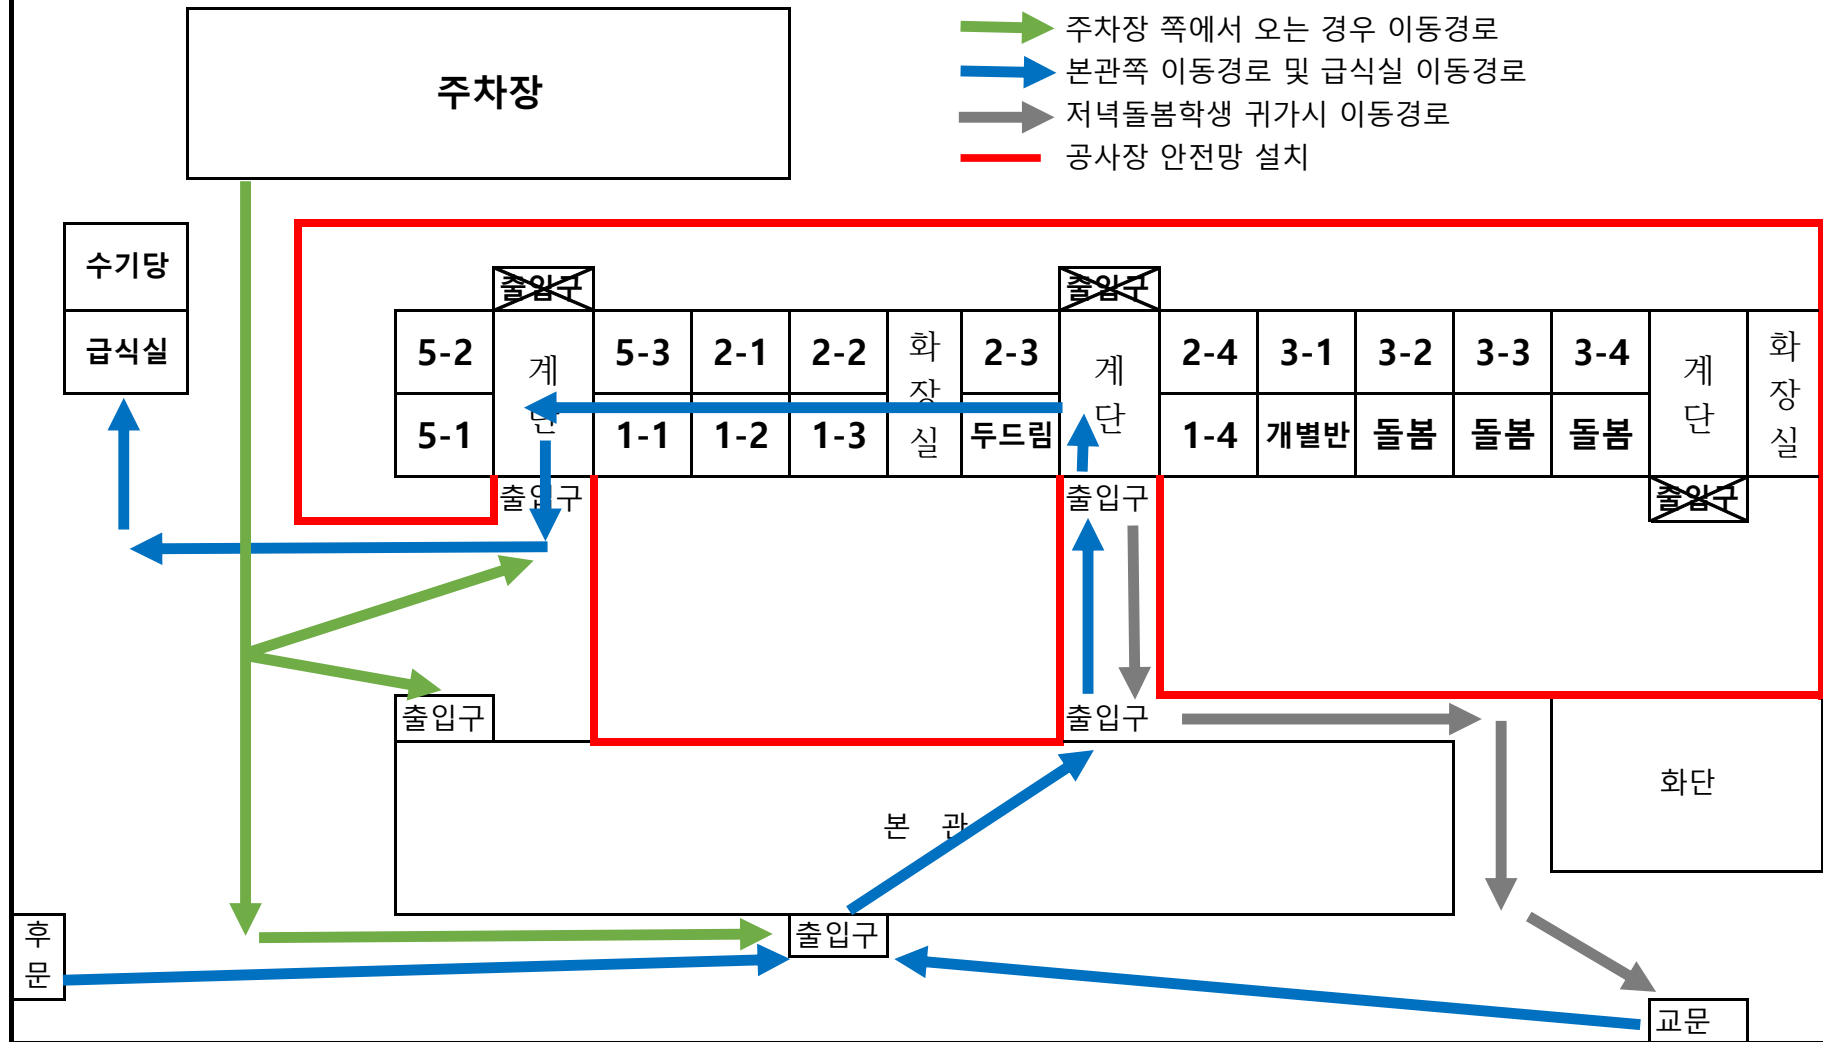 주차장 쪽에서 오는 경우 이동경로
본관쪽 이동경로 및 급식실 이동경로
저녁돌봄학생 귀가시 이동경로
공사장 안전망 설치
주차장
수기당
급식실
출입구
출입구
5-2
계단
5-3
2-1
2-2
화장실
2-3
계단
2-4
3-1
3-2
3-3
3-4
계단
화장실
5-1
1-1
1-2
1-3
두드림
1-4
개별반
돌봄
돌봄
돌봄
출입구
출입구
출입구
출입구
출입구
화단
본 관
출입구
후문
교문